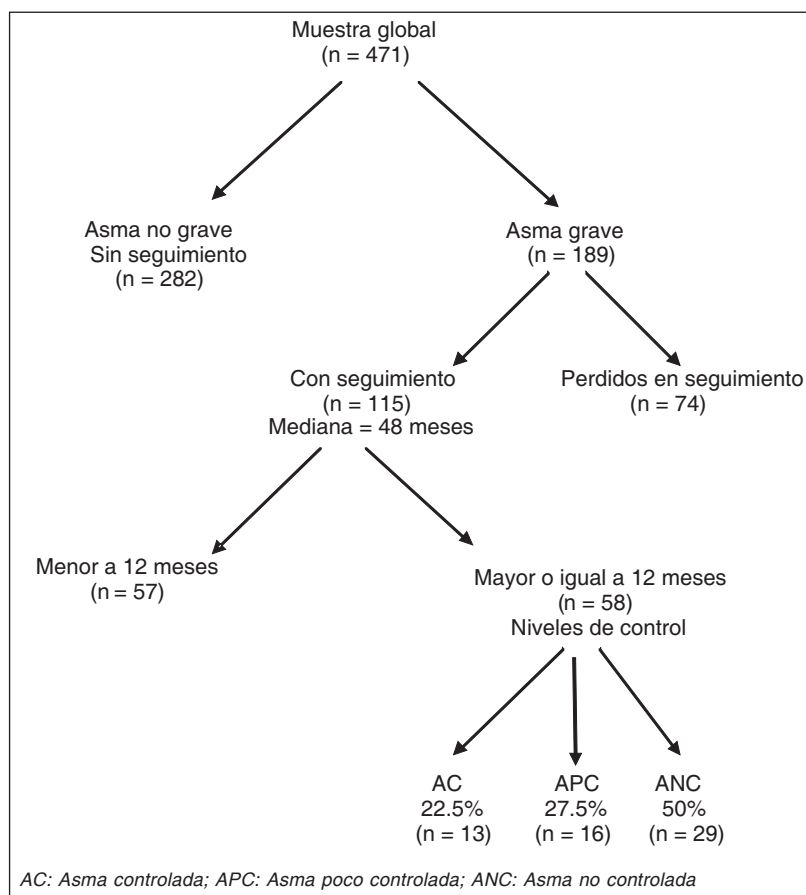 Muestra global
(n = 471)
Asma no grave
Sin seguimiento
(n = 282)
Asma grave
(n = 189)
Con seguimiento
(n = 115)
Mediana = 48 meses
Perdidos en seguimiento
(n = 74)
Menor a 12 meses
(n = 57)
Mayor o igual a 12 meses
(n = 58)
Niveles de control
AC
22.5%
(n = 13)
APC
27.5%
(n = 16)
ANC
50%
(n = 29)
AC: Asma controlada; APC: Asma poco controlada; ANC: Asma no controlada